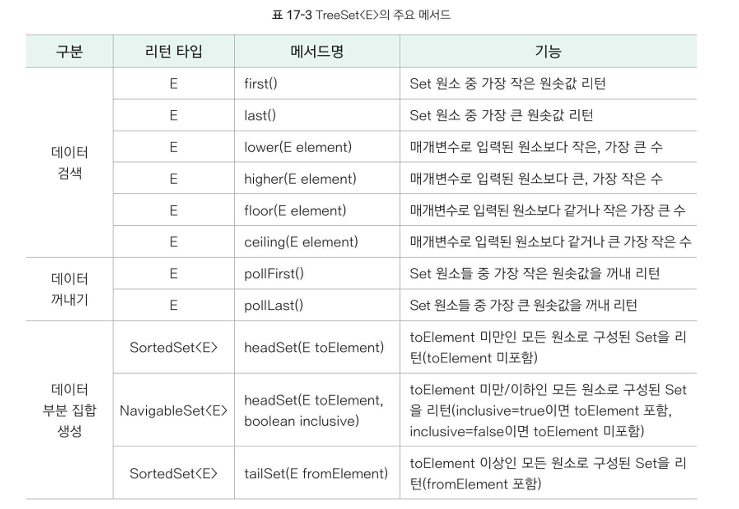 표 17-3 TreeSet<E>의 주요 메서드
구분 리턴 타입 메서드명 기능
데이터
검색
E first() Set 원소 중 가장 작은 원솟값 리턴
E last() Set 원소 중 가장 큰 원솟값 리턴
E lower(E element) 매개변수로 입력된 원소보다 작은, 가장 큰 수
E higher(E element) 매개변수로 입력된 원소보다 큰, 가장 작은 수
E floor(E element) 매개변수로 입력된 원소보다 같거나 작은 가장 큰 수
E ceiling(E element) 매개변수로 입력된 원소보다 같거나 큰 가장 작은 수
데이터
꺼내기
E pollFirst() Set 원소들 중 가장 작은 원솟값을 꺼내 리턴
E pollLast() Set 원소들 중 가장 큰 원솟값을 꺼내 리턴
데이터
부분 집합
생성
SortedSet<E> headSet(E toElement)
toElement 미만인 모든 원소로 구성된 Set을 리
턴(toElement 미포함)
NavigableSet<E>
headSet(E toElement,
boolean inclusive)
toElement 미만/이하인 모든 원소로 구성된 Set
을 리턴(inclusive=true이면 toElement 포함,
inclusive=false이면 toElement 미포함)
SortedSet<E> tailSet(E fromElement)
toElement 이상인 모든 원소로 구성된 Set을 리
턴(fromElement 포함)